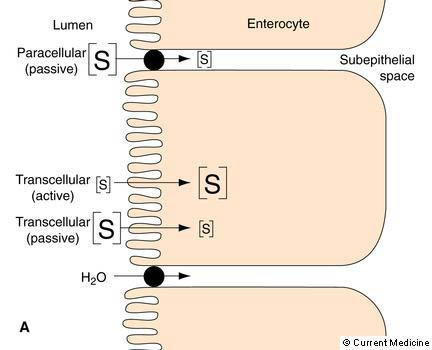 Lumen
Enterocyte
Paracellular
(passive)
[S]
[S]
Subepithelial
space
Transcellular
(active)
[S]
[S]
Transcellular
(passive)
[S]
[S]
H₂O
A
© Current Medicine